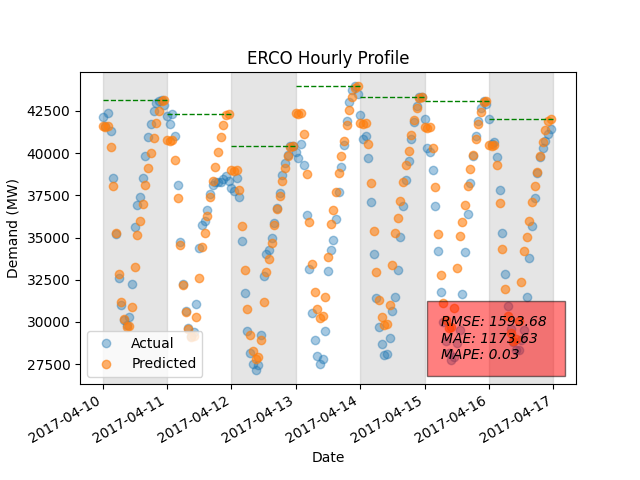 ERCO Hourly Profile
Demand (MW)
42500
40000
37500
35000
32500
30000
27500
Actual
Predicted
RMSE: 1593.68
MAE: 1173.63
MAPE: 0.03
2017-04-10
2017-04-11
2017-04-12
2017-04-13
2017-04-14
2017-04-15
2017-04-16
2017-04-17
Date